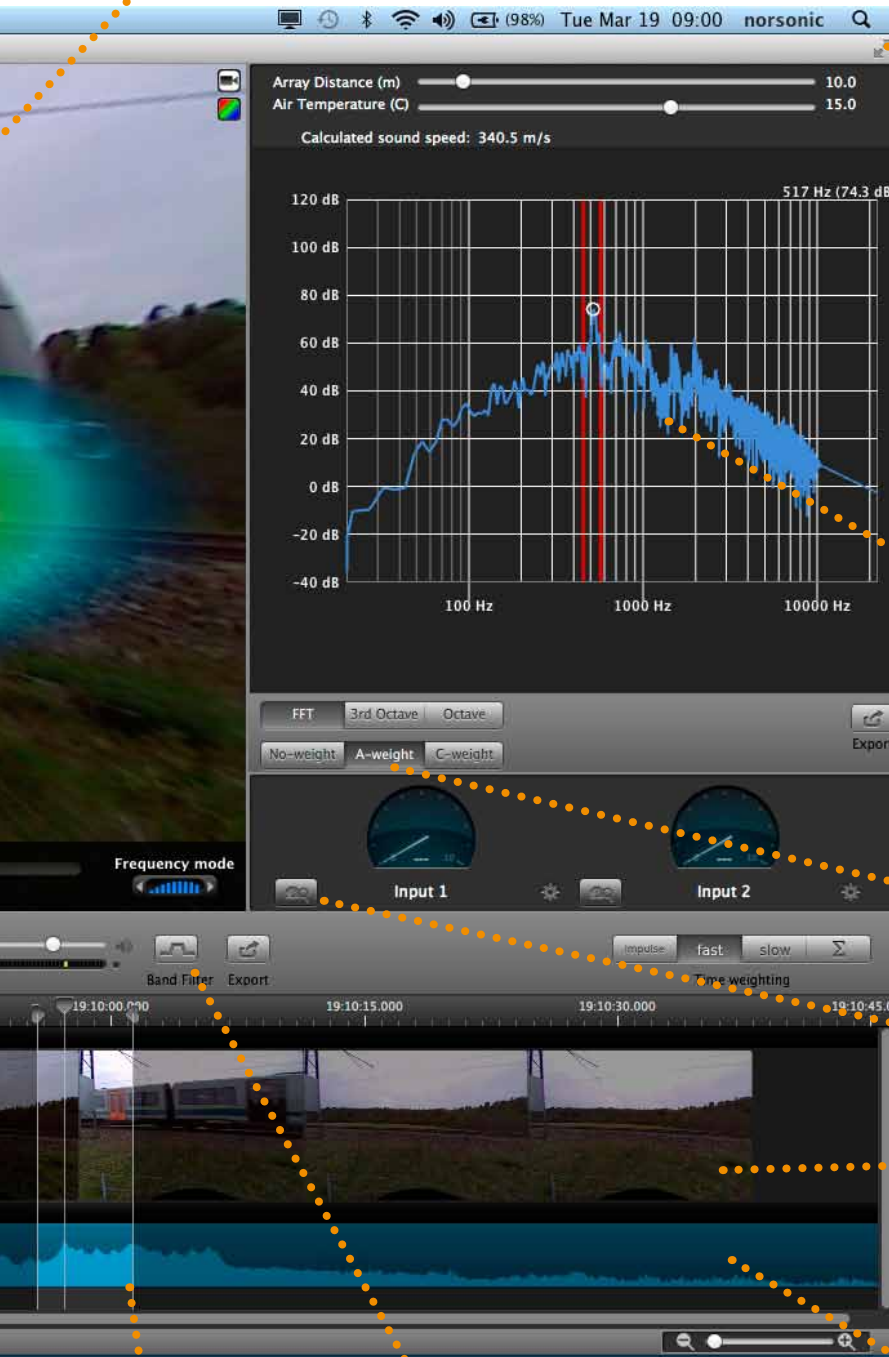 (98%) Tue Mar 19 09:00 norsonic
Array Distance (m) 10.0
Air Temperature (C) 15.0
Calculated sound speed: 340.5 m/s
517 Hz (74.3 dB
120 dB
100 dB
80 dB
60 dB
40 dB
20 dB
0 dB
-20 dB
-40 dB
100 Hz 1000 Hz 10000 Hz
FFT 3rd Octave Octave
Export
No-weight A-weight C-weight
Frequency mode
Input 1 Input 2
Impulse fast slow Σ
Band Filter Export Time weighting
19:10:00.000 19:10:15.000 19:10:30.000 19:10:45.0